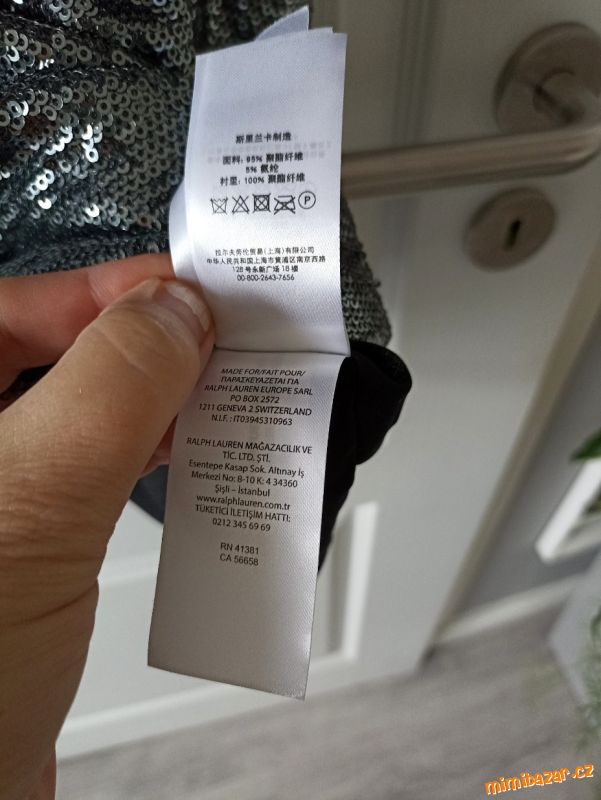 斯里兰卡制造
面料: 95% 聚酯纤维
5% 氨纶
衬里: 100% 聚酯纤维
P
拉尔夫劳伦贸易(上海)有限公司
中华人民共和国上海市黄浦区南京西路
128 号永新广场 18 楼
00-800-2643-7656
MADE FOR/FAIT POUR/
ΠΑΡΑΣΚΕΥΑΖΕΤΑΙ ΓΙΑ
RALPH LAUREN EUROPE SARL
PO BOX 2572
1211 GENEVA 2 SWITZERLAND
N.I.F. : IT03945310963
RALPH LAUREN MAĞAZACILIK VE
TİC. LTD. ŞTİ.
Esentepe Kasap Sok. Altınay İş
Merkezi No: 8-10 K: 4 34360
Şişli – İstanbul
www.ralphlauren.com.tr
TÜKETİCİ İLETİŞİM HATTI:
0212 345 69 69
RN 41381
CA 56658
mimibazar.cz